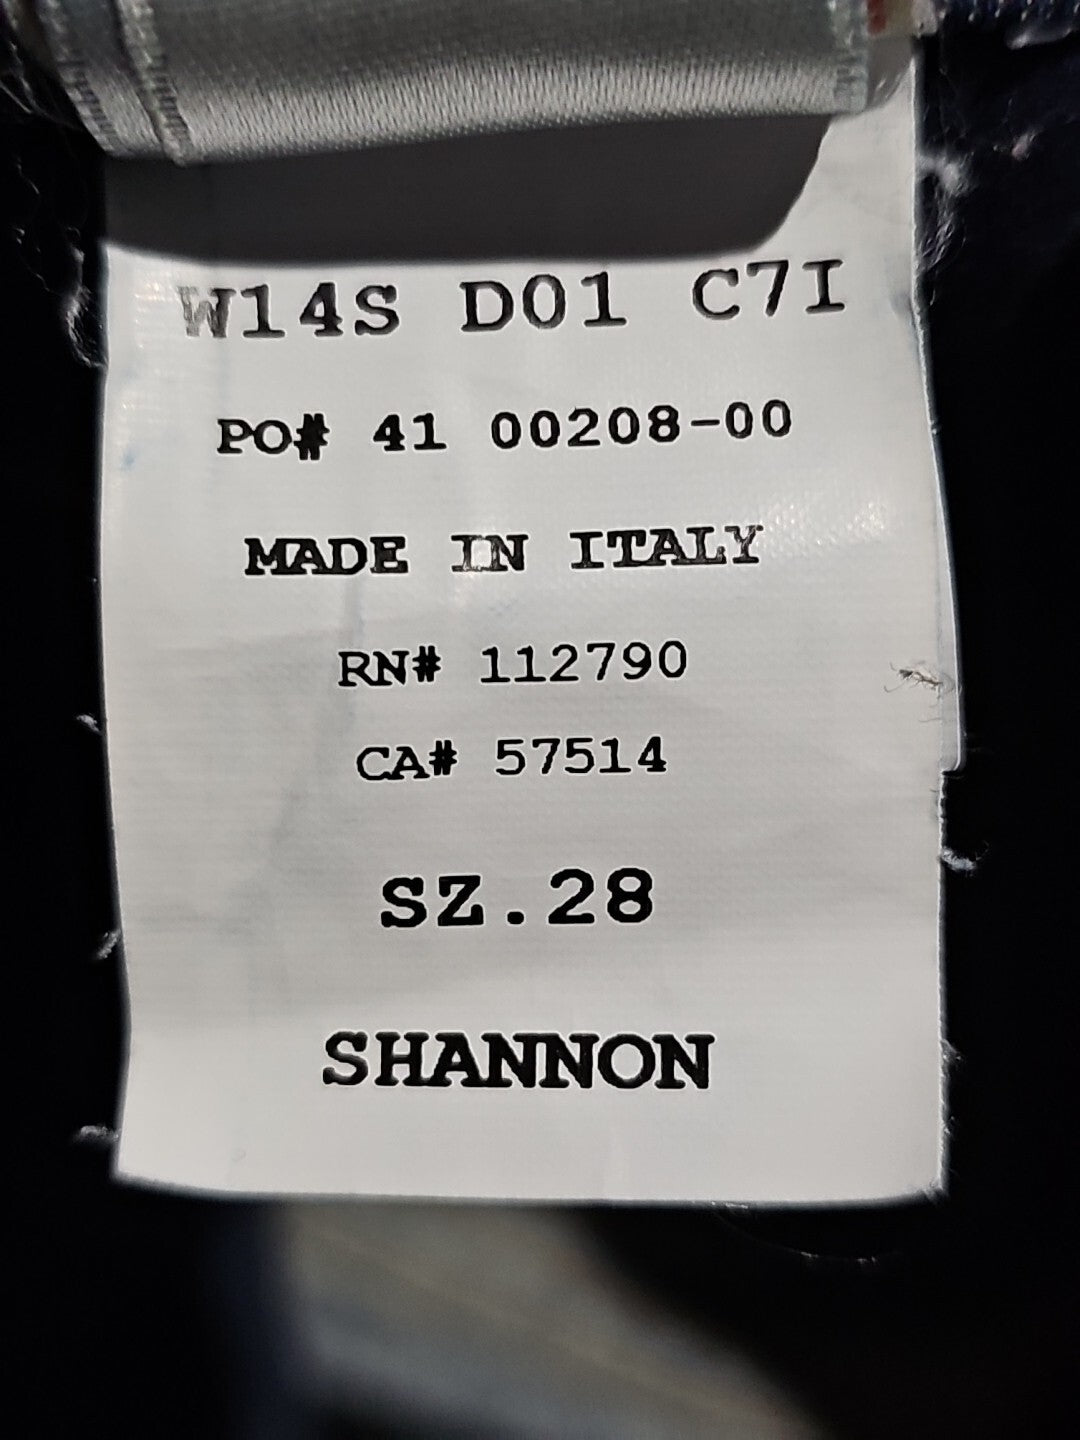 W14S D01 C7I
PO# 41 00208-00
MADE IN ITALY
RN# 112790
CA# 57514
SZ.28
SHANNON